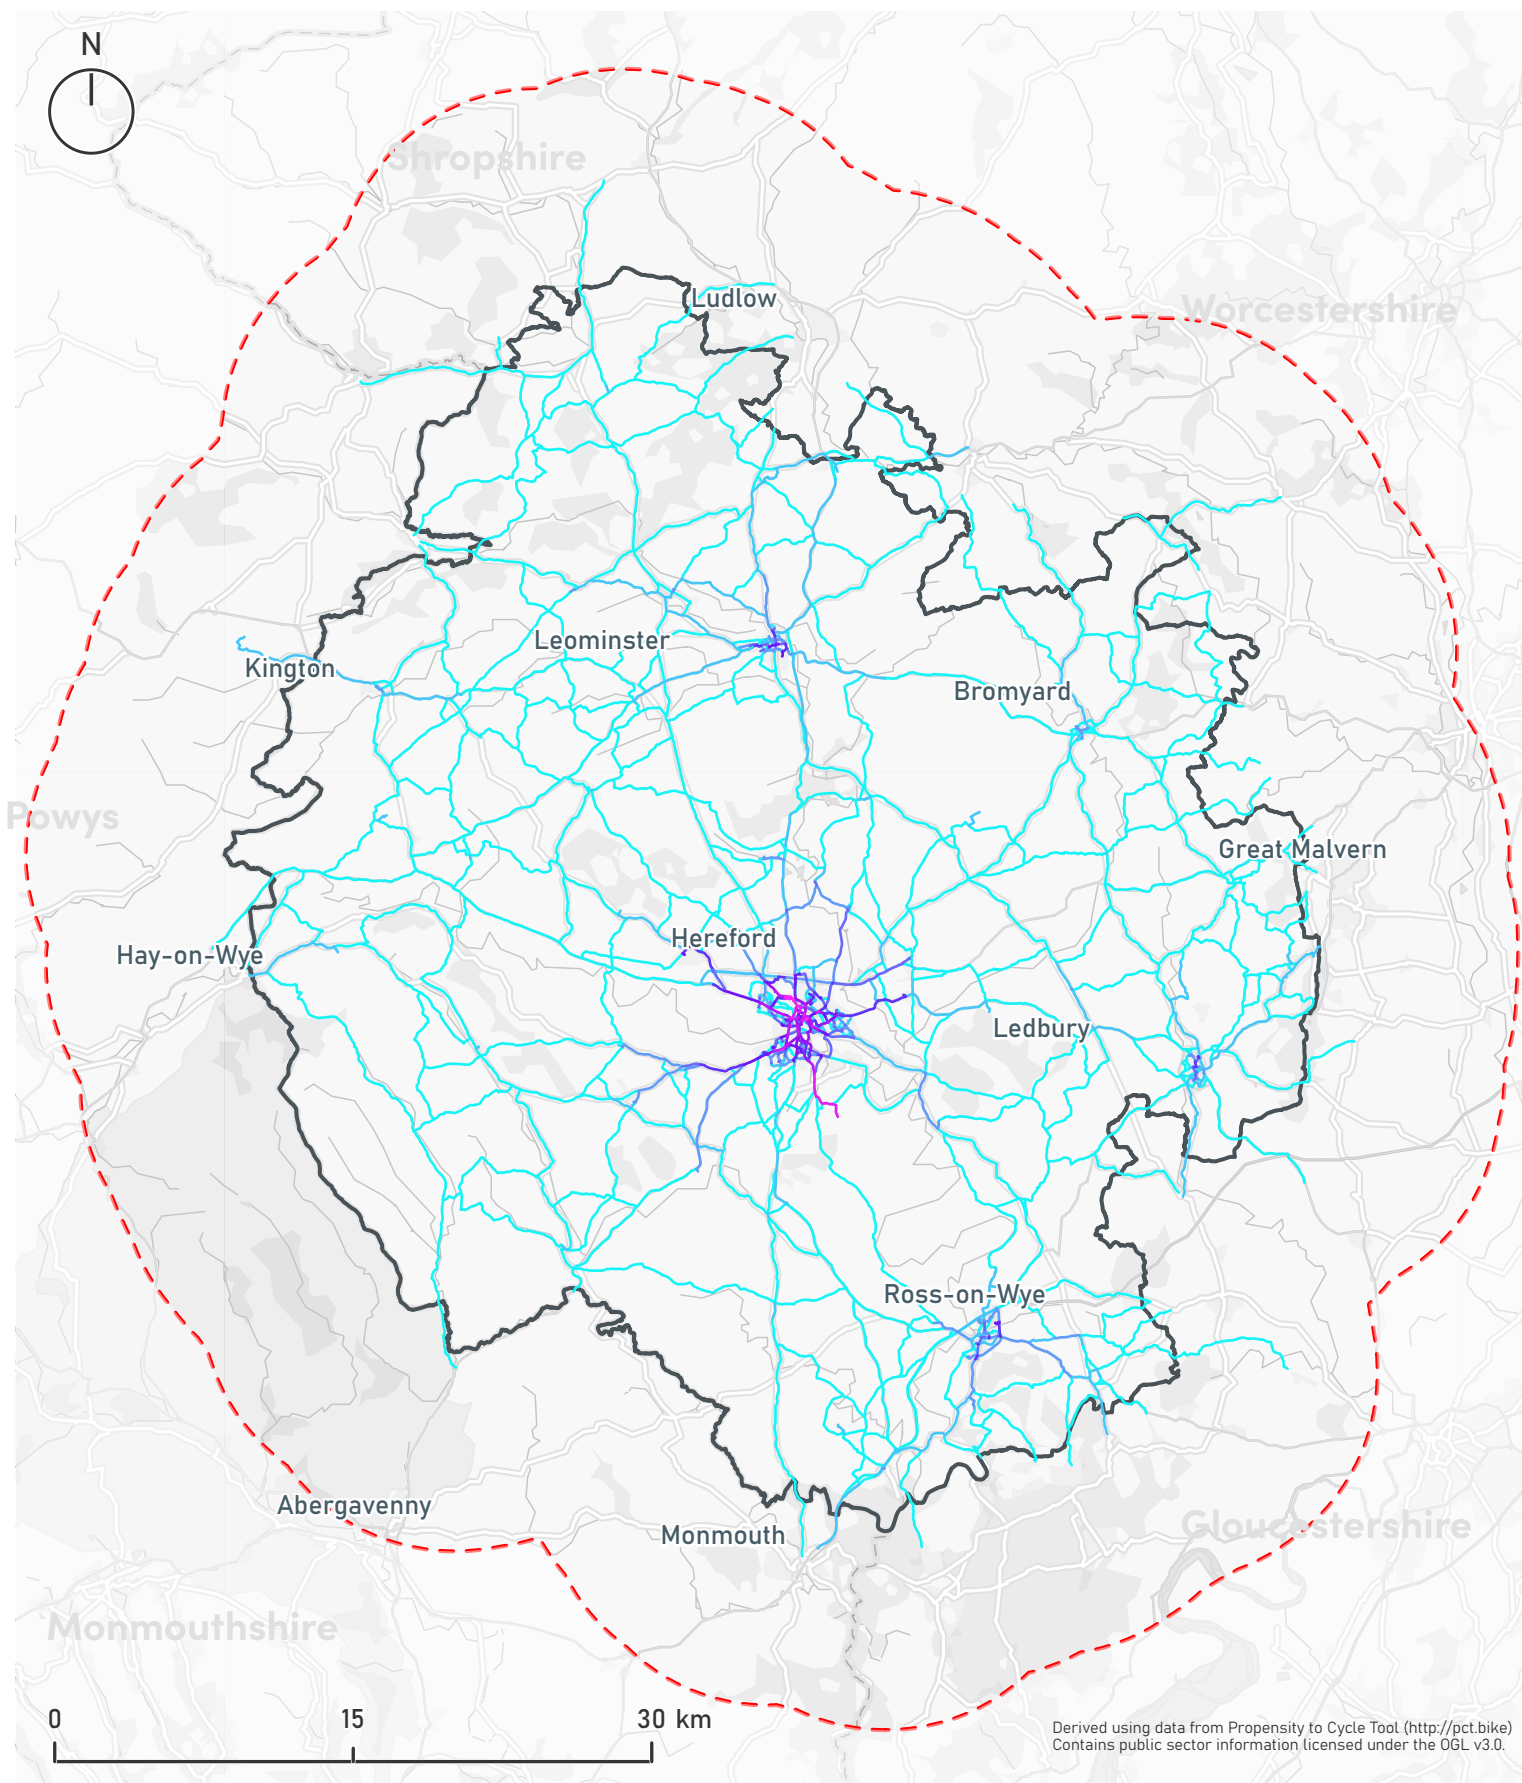 N
Shropshire
Ludlow
Worcestershire
Leominster
Kington
Bromyard
Powys
Great Malvern
Hereford
Hay-on-Wye
Ledbury
Ross-on-Wye
Abergavenny
Monmouth
Gloucestershire
Monmouthshire
0 15 30 km
Derived using data from Propensity to Cycle Tool (http://pct.bike)
Contains public sector information licensed under the OGL v3.0.